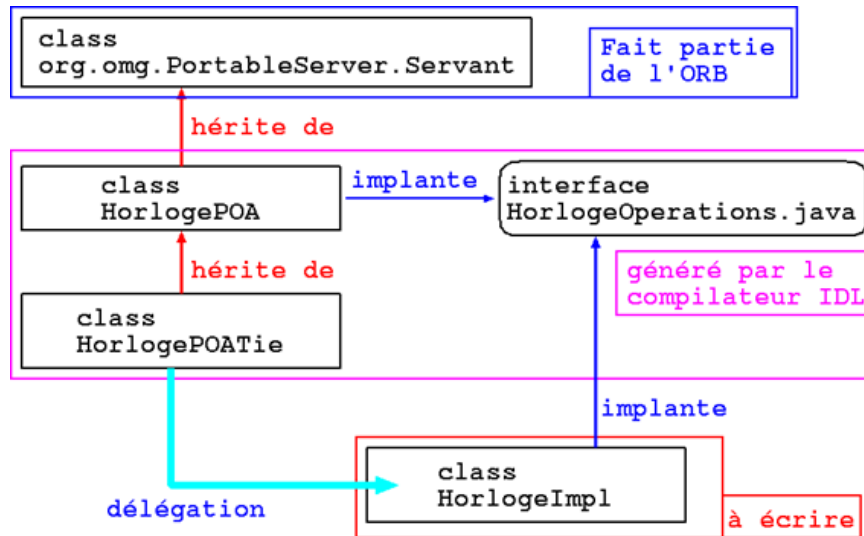 class
org.omg.PortableServer.Servant
Fait partie
de l'ORB
hérite de
class
HorlogePOA
implante
interface
HorlogeOperations.java
hérite de
généré par le
compilateur IDL
class
HorlogePOATie
implante
délégation
class
HorlogeImpl
à écrire